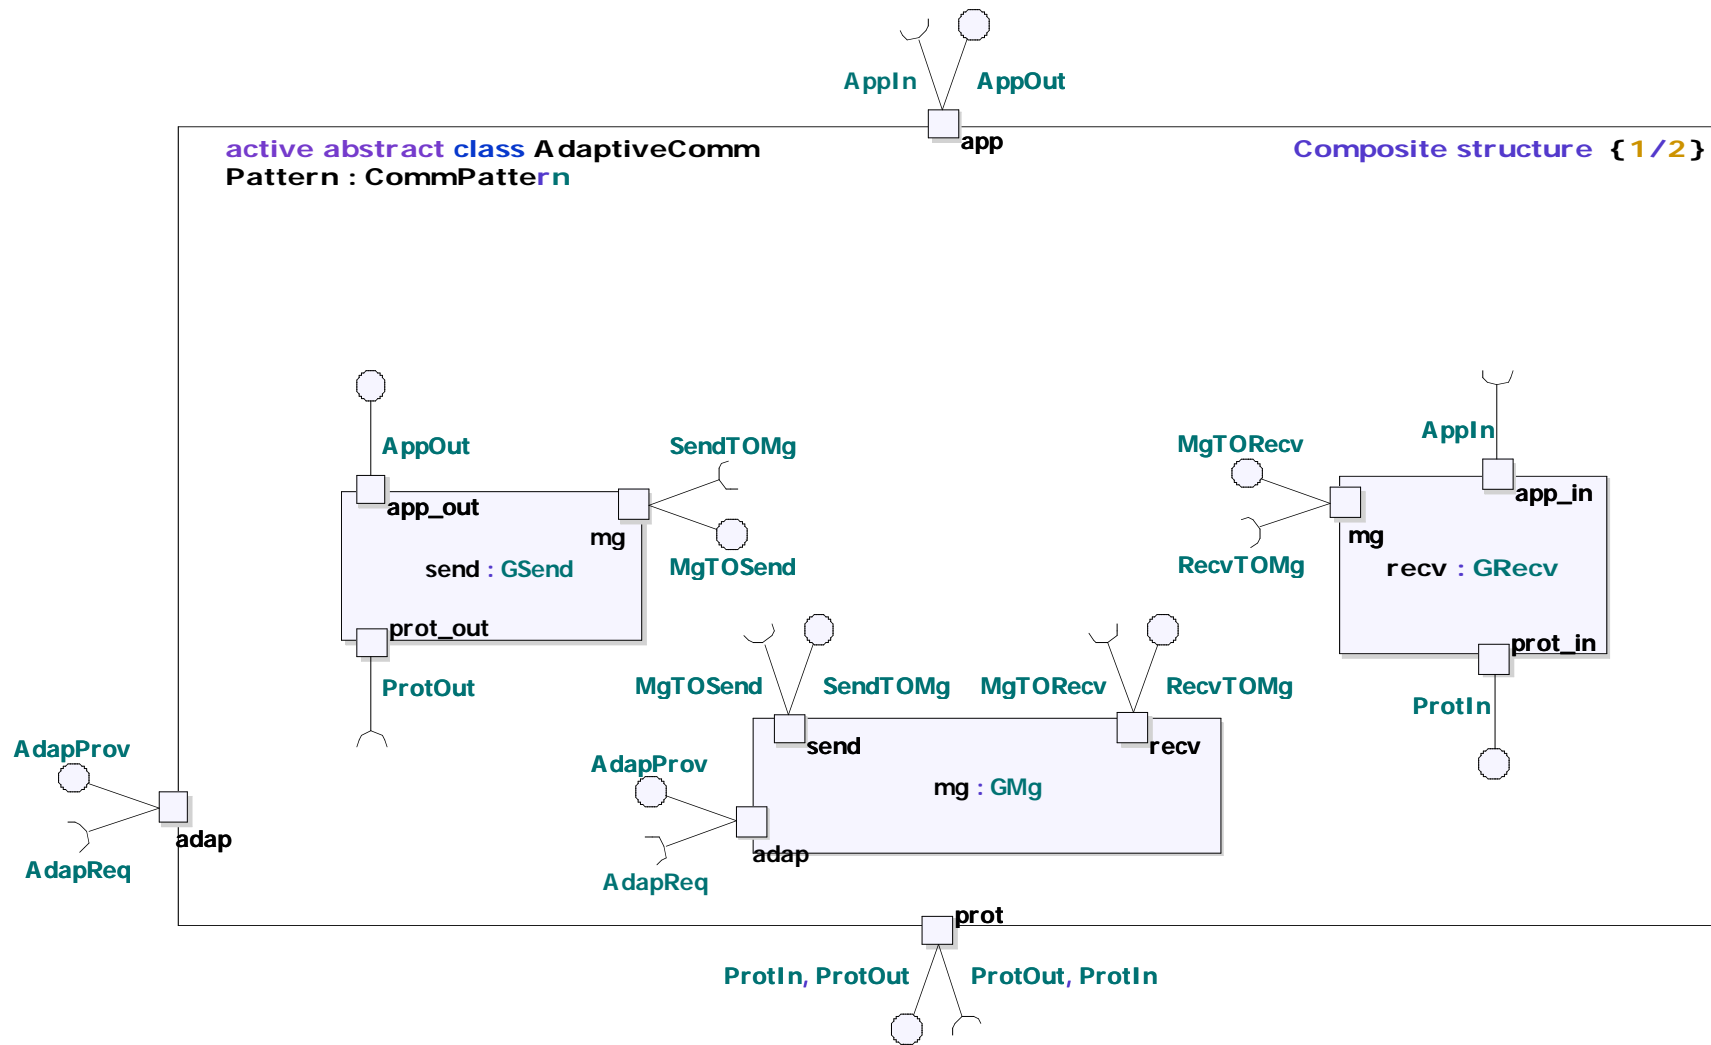 AppIn
AppOut
app
active abstract class AdaptiveComm
Pattern : CommPattern
Composite structure {1/2}
AppOut
SendTOMg
app_out
mg
send : GSend
MgTOSend
prot_out
ProtOut
AppIn
MgTORecv
app_in
mg
RecvTOMg
recv : GRecv
prot_in
ProtIn
MgTOSend
SendTOMg
MgTORecv
RecvTOMg
send
recv
AdapProv
mg : GMg
adap
AdapReq
AdapProv
adap
AdapReq
prot
ProtIn, ProtOut
ProtOut, ProtIn